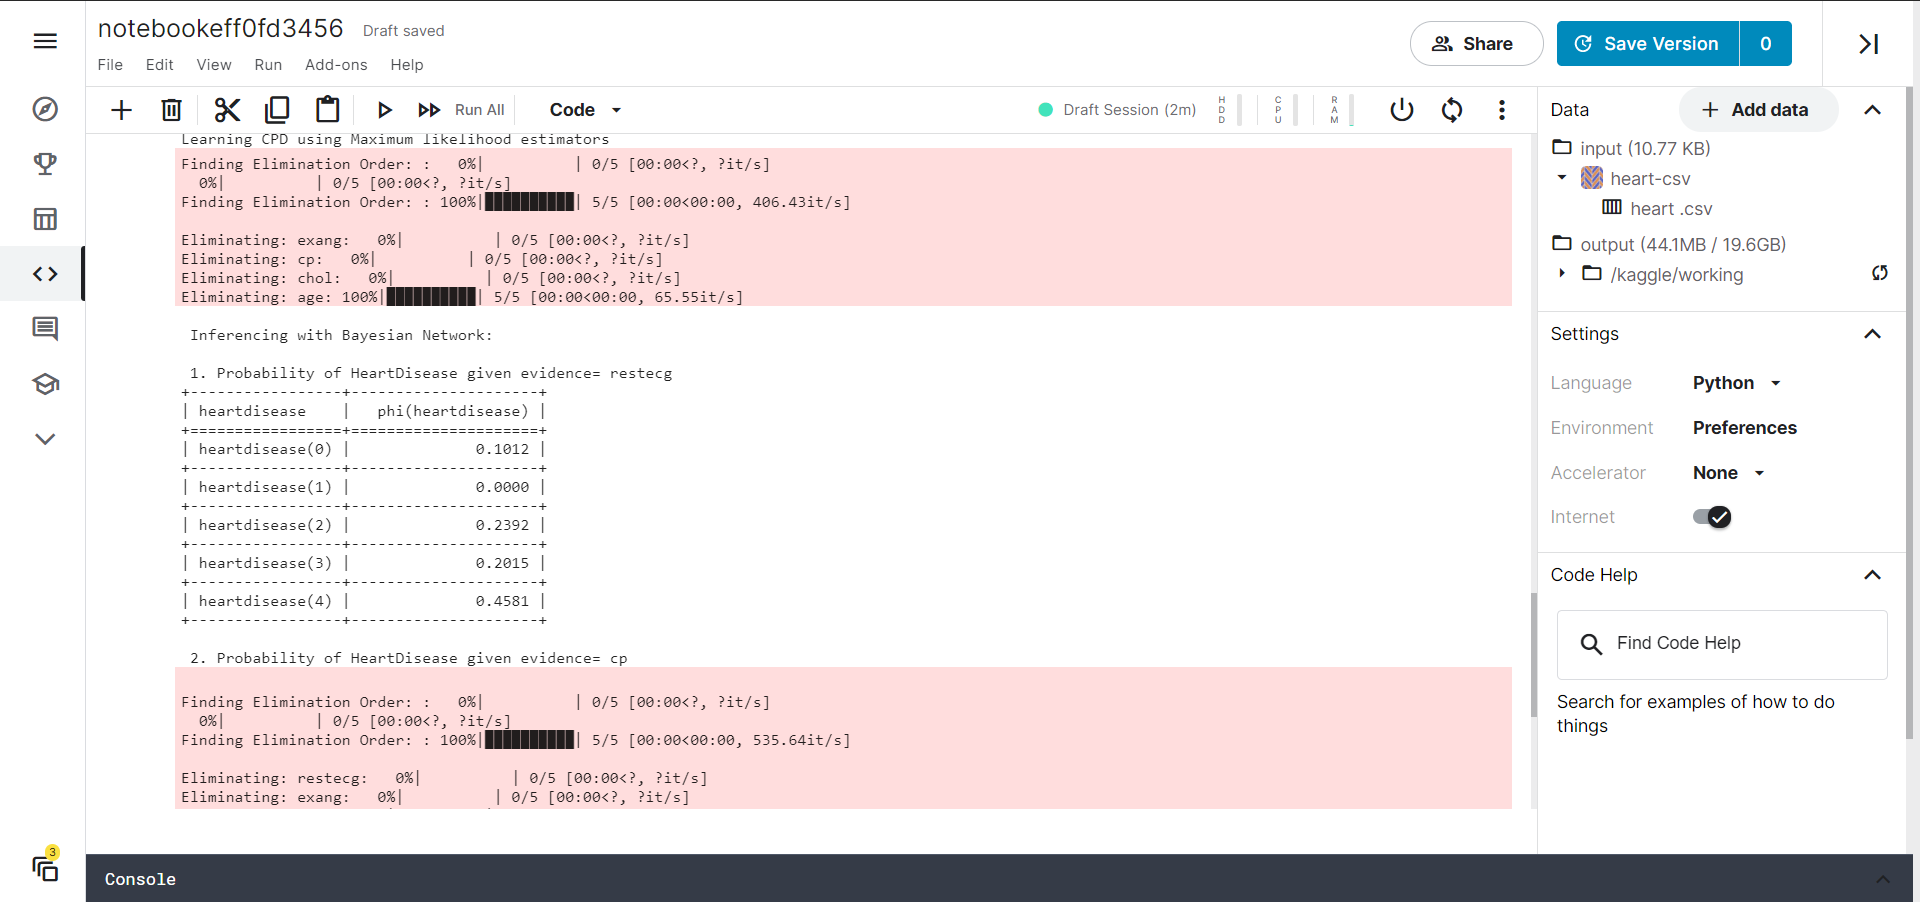 notebookeff0fd3456 Draft saved
File Edit View Run Add-ons Help
Share
Save Version 0
Run All Code
Draft Session (2m) HDD CPU RAM
Learning CPD using Maximum likelihood estimators
Finding Elimination Order: :   0%|          | 0/5 [00:00<?, ?it/s]
  0%|          | 0/5 [00:00<?, ?it/s]
Finding Elimination Order: : 100%|██████████| 5/5 [00:00<00:00, 406.43it/s]
Eliminating: exang:   0%|          | 0/5 [00:00<?, ?it/s]
Eliminating: cp:   0%|          | 0/5 [00:00<?, ?it/s]
Eliminating: chol:   0%|          | 0/5 [00:00<?, ?it/s]
Eliminating: age: 100%|██████████| 5/5 [00:00<00:00, 65.55it/s]
Inferencing with Bayesian Network:
1. Probability of HeartDisease given evidence= restecg
+-----------------+---------------------+
| heartdisease    |   phi(heartdisease) |
+=================+=====================+
| heartdisease(0) |              0.1012 |
+-----------------+---------------------+
| heartdisease(1) |              0.0000 |
+-----------------+---------------------+
| heartdisease(2) |              0.2392 |
+-----------------+---------------------+
| heartdisease(3) |              0.2015 |
+-----------------+---------------------+
| heartdisease(4) |              0.4581 |
+-----------------+---------------------+
2. Probability of HeartDisease given evidence= cp
Finding Elimination Order: :   0%|          | 0/5 [00:00<?, ?it/s]
  0%|          | 0/5 [00:00<?, ?it/s]
Finding Elimination Order: : 100%|██████████| 5/5 [00:00<00:00, 535.64it/s]
Eliminating: restecg:   0%|          | 0/5 [00:00<?, ?it/s]
Eliminating: exang:   0%|          | 0/5 [00:00<?, ?it/s]
Data
Add data
input (10.77 KB)
heart-csv
heart .csv
output (44.1MB / 19.6GB)
/kaggle/working
Settings
Language Python
Environment Preferences
Accelerator None
Internet
Code Help
Find Code Help
Search for examples of how to do
things
3
Console